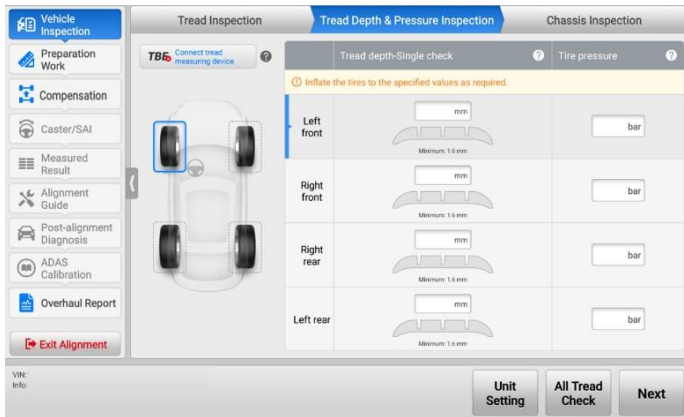 Vehicle
Inspection
Preparation
Work
Compensation
Caster/SAI
Measured
Result
Alignment
Guide
Post-alignment
Diagnosis
ADAS
Calibration
Overhaul Report
Exit Alignment
Tread Inspection
Tread Depth & Pressure Inspection
Chassis Inspection
Connect tread
measuring device
?
Tread depth-Single check ? Tire pressure ?
Inflate the tires to the specified values as required.
Left
front
mm
Minimum: 1.6 mm
bar
Right
front
mm
Minimum: 1.6 mm
bar
Right
rear
mm
Minimum: 1.6 mm
bar
Left rear
mm
Minimum: 1.6 mm
bar
VIN:
Info:
Unit
Setting
All Tread
Check
Next